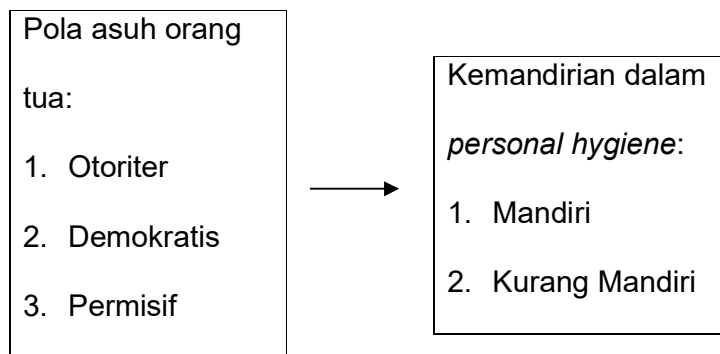 Pola asuh orang
tua:
1. Otoriter
2. Demokratis
3. Permisif
Kemandirian dalam
personal hygiene:
1. Mandiri
2. Kurang Mandiri